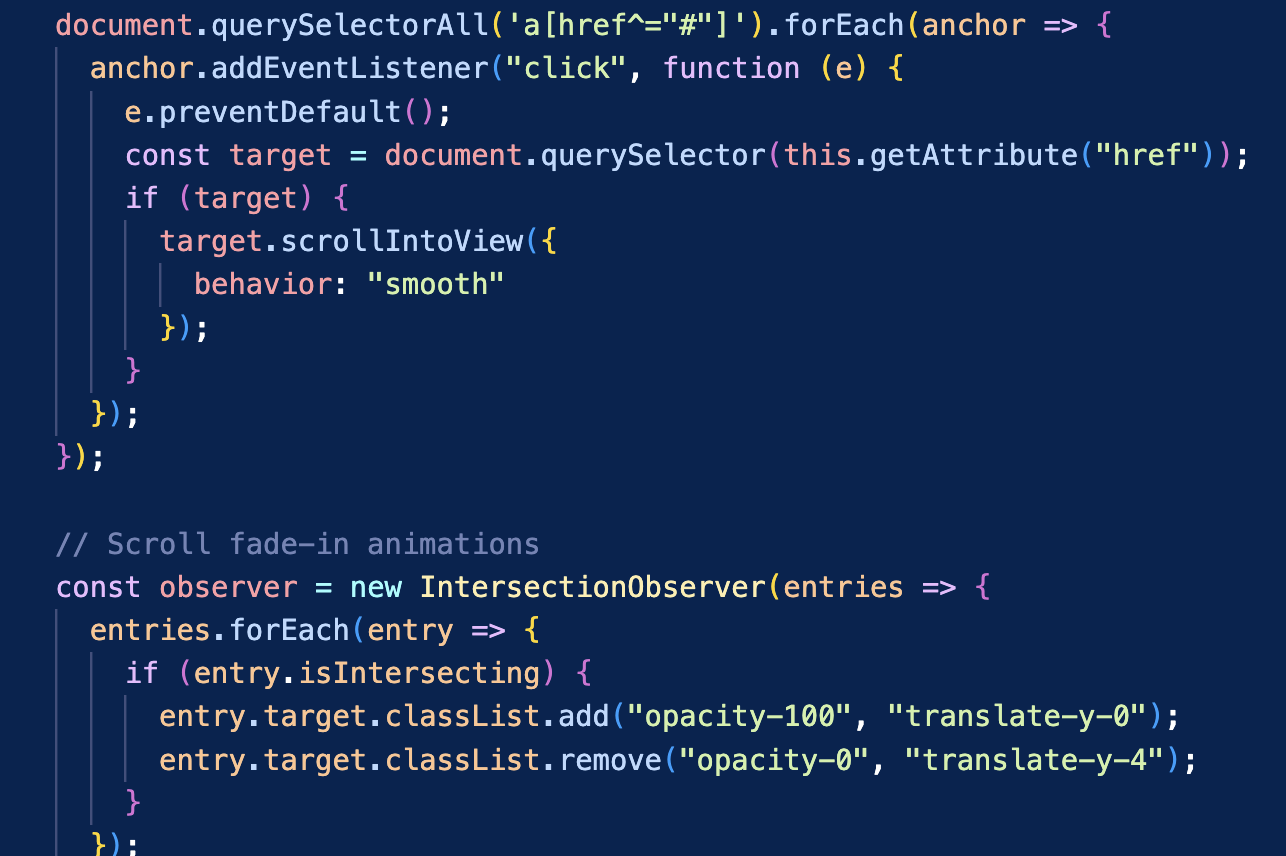 document.querySelectorAll('a[href^="#"]').forEach(anchor => {
  anchor.addEventListener("click", function (e) {
    e.preventDefault();
    const target = document.querySelector(this.getAttribute("href"));
    if (target) {
      target.scrollIntoView({
        behavior: "smooth"
      });
    }
  });
});

// Scroll fade-in animations
const observer = new IntersectionObserver(entries => {
  entries.forEach(entry => {
    if (entry.isIntersecting) {
      entry.target.classList.add("opacity-100", "translate-y-0");
      entry.target.classList.remove("opacity-0", "translate-y-4");
    }
  });